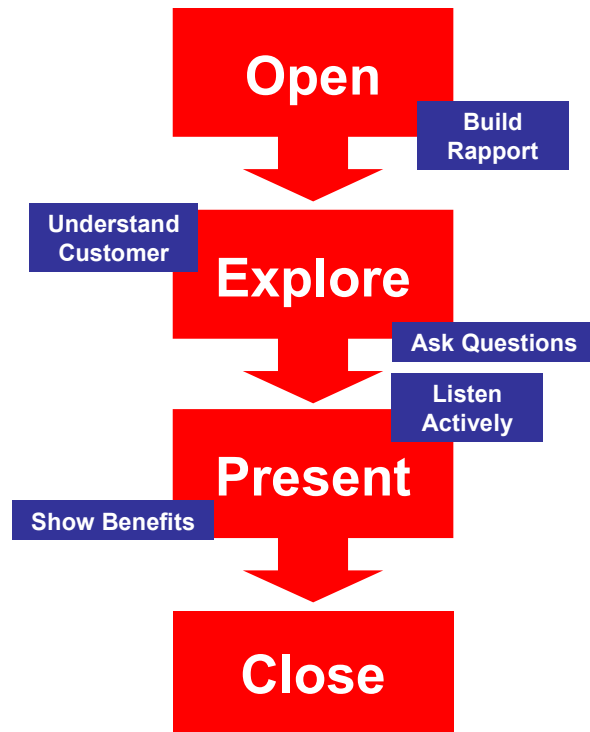 Open
Build
Rapport
Understand
Customer
Explore
Ask Questions
Listen
Actively
Present
Show Benefits
Close